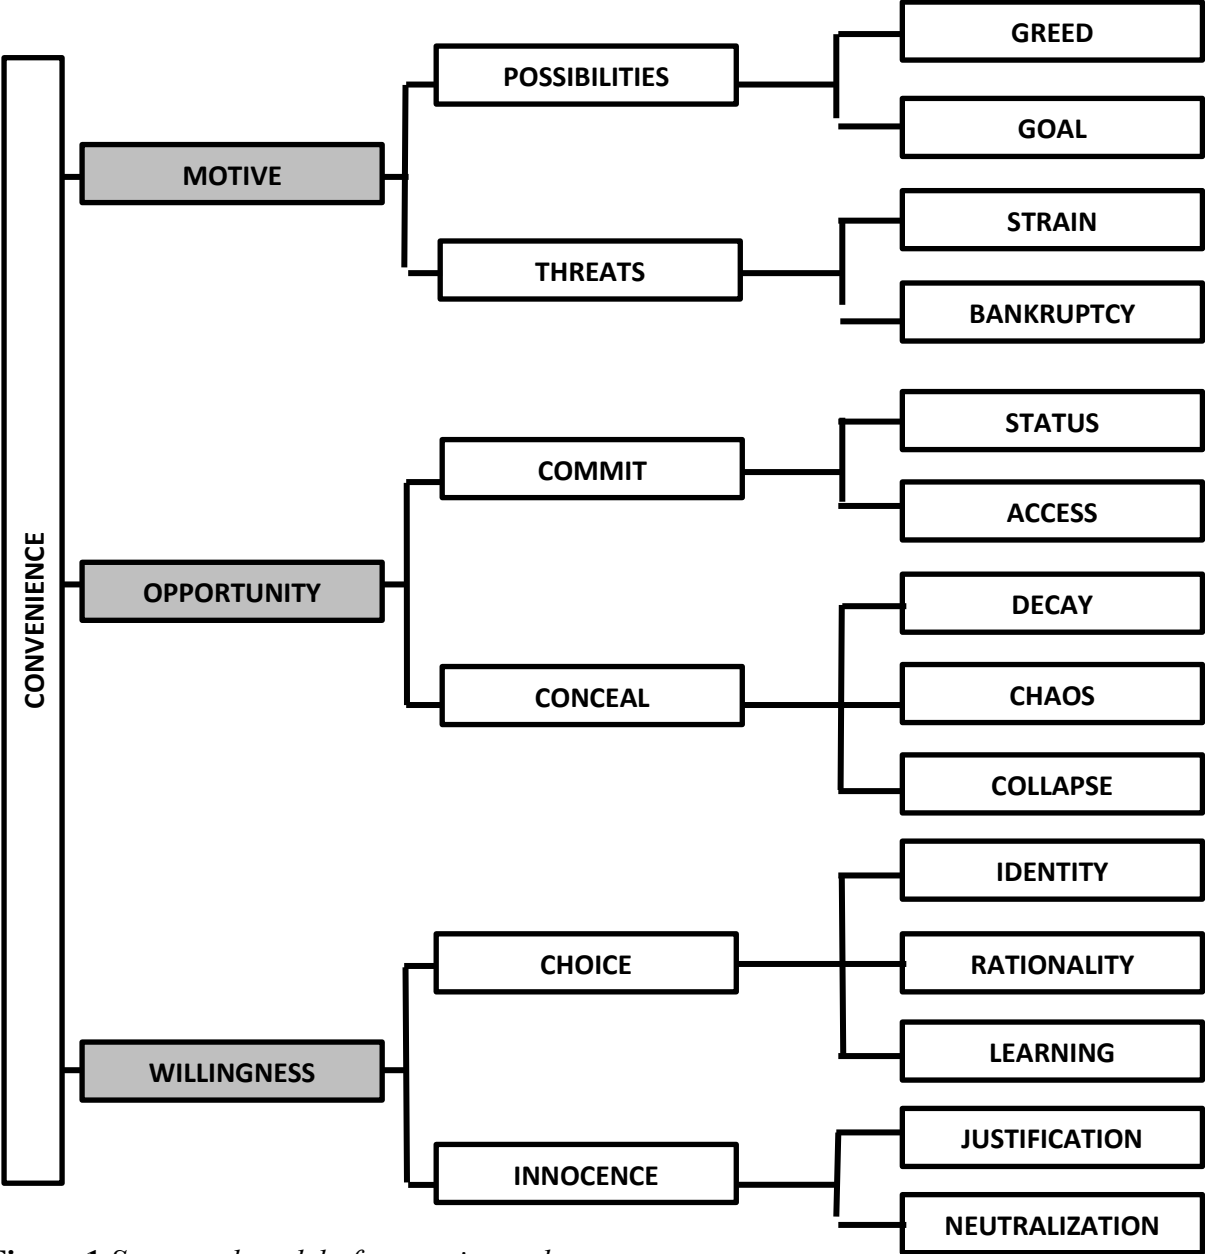 CONVENIENCE
MOTIVE
POSSIBILITIES
GREED
GOAL
THREATS
STRAIN
BANKRUPTCY
OPPORTUNITY
COMMIT
STATUS
ACCESS
CONCEAL
DECAY
CHAOS
COLLAPSE
WILLINGNESS
CHOICE
IDENTITY
RATIONALITY
LEARNING
INNOCENCE
JUSTIFICATION
NEUTRALIZATION